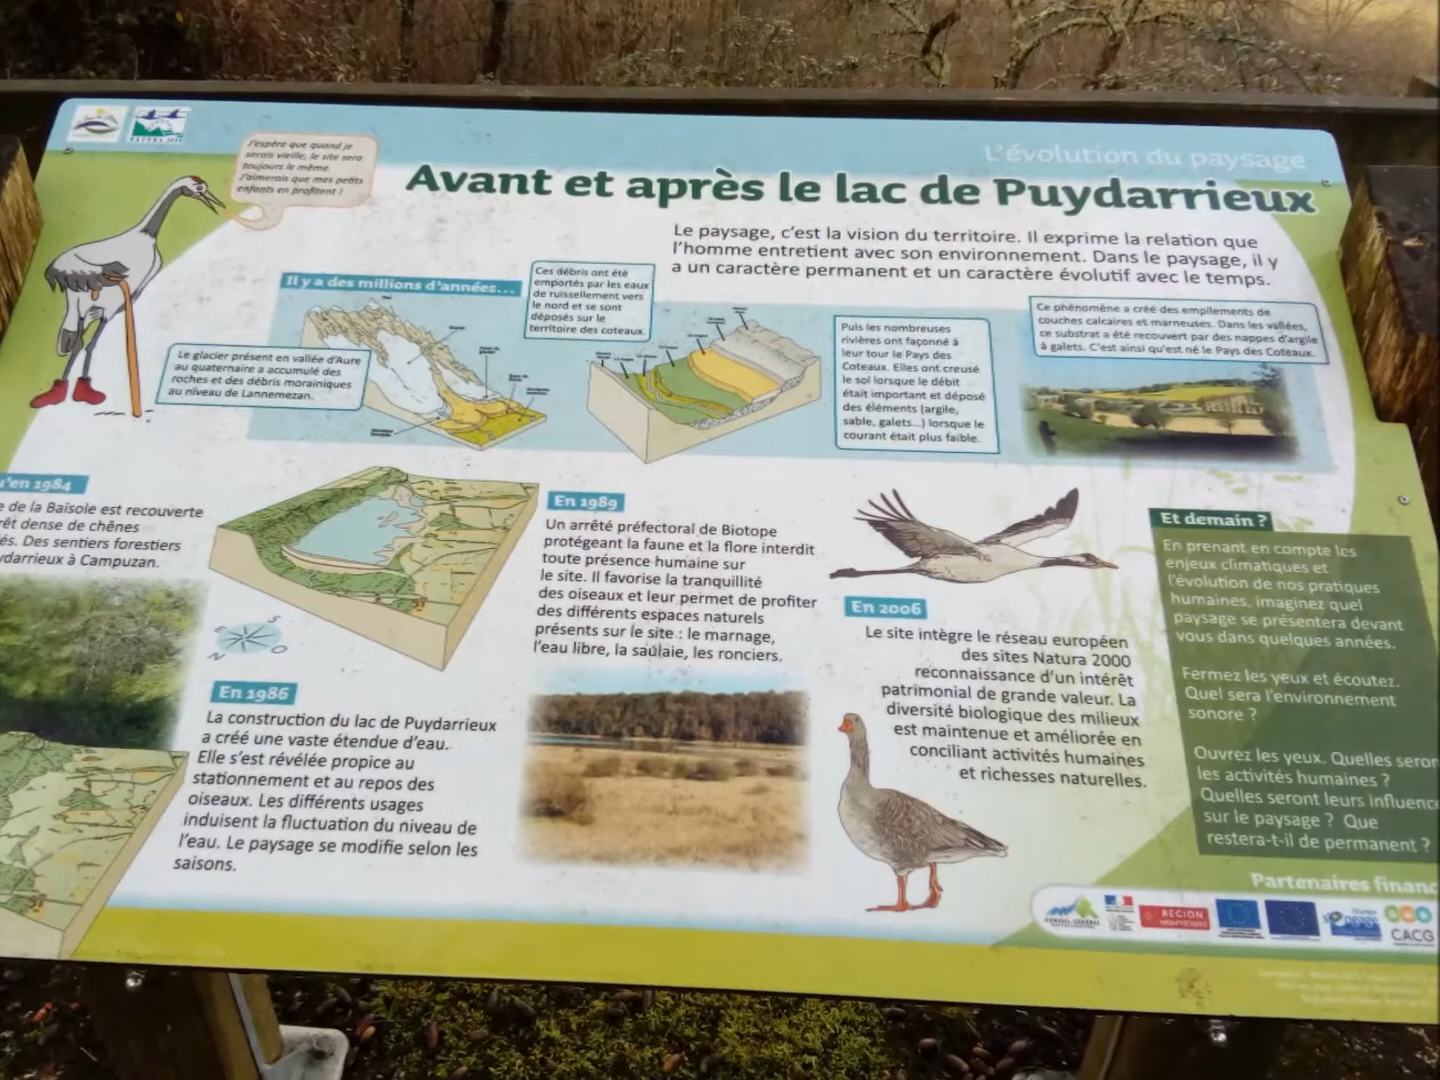 J'espère que quand je
serais vieille, le site sera
toujours le même.
J'aimerais que mes petits
enfants en profitent !
L'évolution du paysage
Avant et après le lac de Puydarrieux
Le paysage, c'est la vision du territoire. Il exprime la relation que
l'homme entretient avec son environnement. Dans le paysage, il y
a un caractère permanent et un caractère évolutif avec le temps.
Il y a des millions d'années...
Le glacier présent en vallée d'Aure
au quaternaire a accumulé des
roches et des débris morainiques
au niveau de Lannemezan.
Ces débris ont été
emportés par les eaux
de ruissellement vers
le nord et se sont
déposés sur le
territoire des coteaux.
Puis les nombreuses
rivières ont façonné à
leur tour le Pays des
Coteaux. Elles ont creusé
le sol lorsque le débit
était important et déposé
des éléments (argile,
sable, galets...) lorsque le
courant était plus faible.
Ce phénomène a créé des empilements de
couches calcaires et marneuses. Dans les vallées,
ce substrat a été recouvert par des nappes d'argile
à galets. C'est ainsi qu'est né le Pays des Coteaux.
u'en 1984
e de la Baïsole est recouverte
rêt dense de chênes
és. Des sentiers forestiers
ydarrieux à Campuzan.
S
E
O
N
En 1986
La construction du lac de Puydarrieux
a créé une vaste étendue d'eau.
Elle s'est révélée propice au
stationnement et au repos des
oiseaux. Les différents usages
induisent la fluctuation du niveau de
l'eau. Le paysage se modifie selon les
saisons.
En 1989
Un arrêté préfectoral de Biotope
protégeant la faune et la flore interdit
toute présence humaine sur
le site. Il favorise la tranquillité
des oiseaux et leur permet de profiter
des différents espaces naturels
présents sur le site : le marnage,
l'eau libre, la saulaie, les ronciers.
En 2006
Le site intègre le réseau européen
des sites Natura 2000
reconnaissance d'un intérêt
patrimonial de grande valeur. La
diversité biologique des milieux
est maintenue et améliorée en
conciliant activités humaines
et richesses naturelles.
Et demain ?
En prenant en compte les
enjeux climatiques et
l'évolution de nos pratiques
humaines, imaginez quel
paysage se présentera devant
vous dans quelques années.
Fermez les yeux et écoutez.
Quel sera l'environnement
sonore ?
Ouvrez les yeux. Quelles seron
les activités humaines ?
Quelles seront leurs influenc
sur le paysage ? Que
restera-t-il de permanent ?
Partenaires financ
RÉGION
CACG